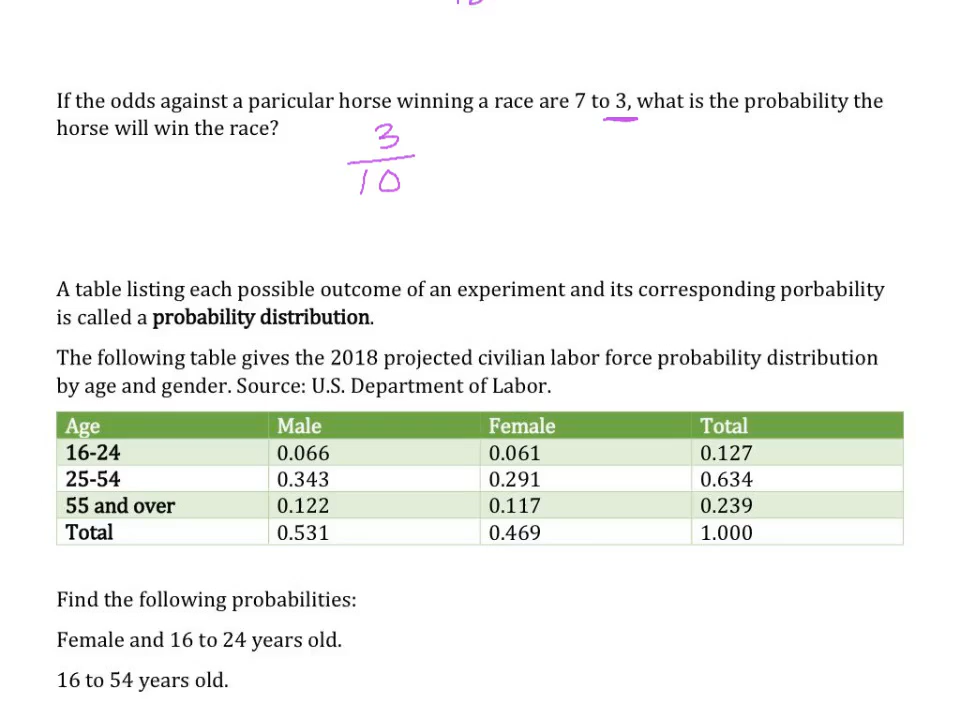 If the odds against a paricular horse winning a race are 7 to 3, what is the probability the
horse will win the race?
3
10
A table listing each possible outcome of an experiment and its corresponding porbability
is called a probability distribution.
The following table gives the 2018 projected civilian labor force probability distribution
by age and gender. Source: U.S. Department of Labor.
Age Male Female Total
16-24 0.066 0.061 0.127
25-54 0.343 0.291 0.634
55 and over 0.122 0.117 0.239
Total 0.531 0.469 1.000
Find the following probabilities:
Female and 16 to 24 years old.
16 to 54 years old.